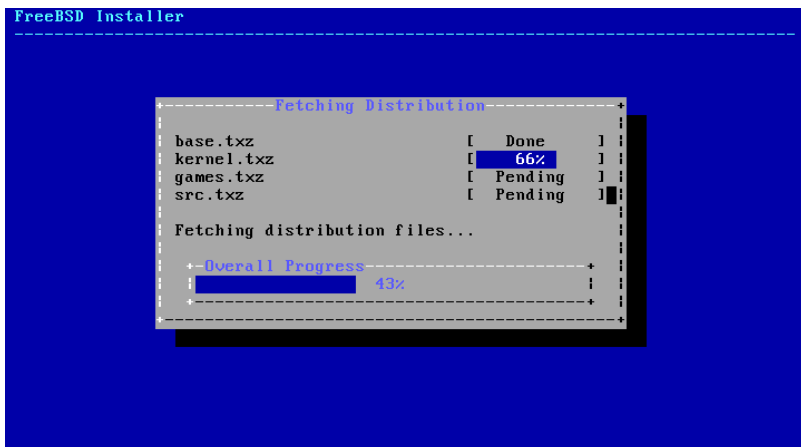 FreeBSD Installer
Fetching Distribution
base.txz [ Done ]
kernel.txz [ 66% ]
games.txz [ Pending ]
src.txz [ Pending ]
Fetching distribution files...
Overall Progress
43%